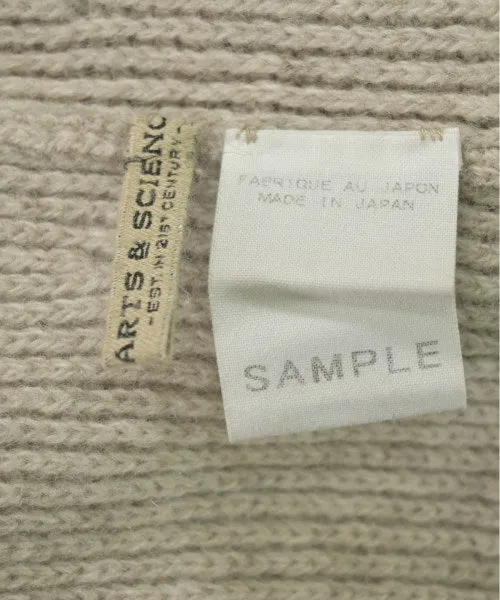 ARTS & SCIENC
-EST. IN 21ST CENTURY-
FABRIQUE AU JAPON
MADE IN JAPAN
SAMPLE